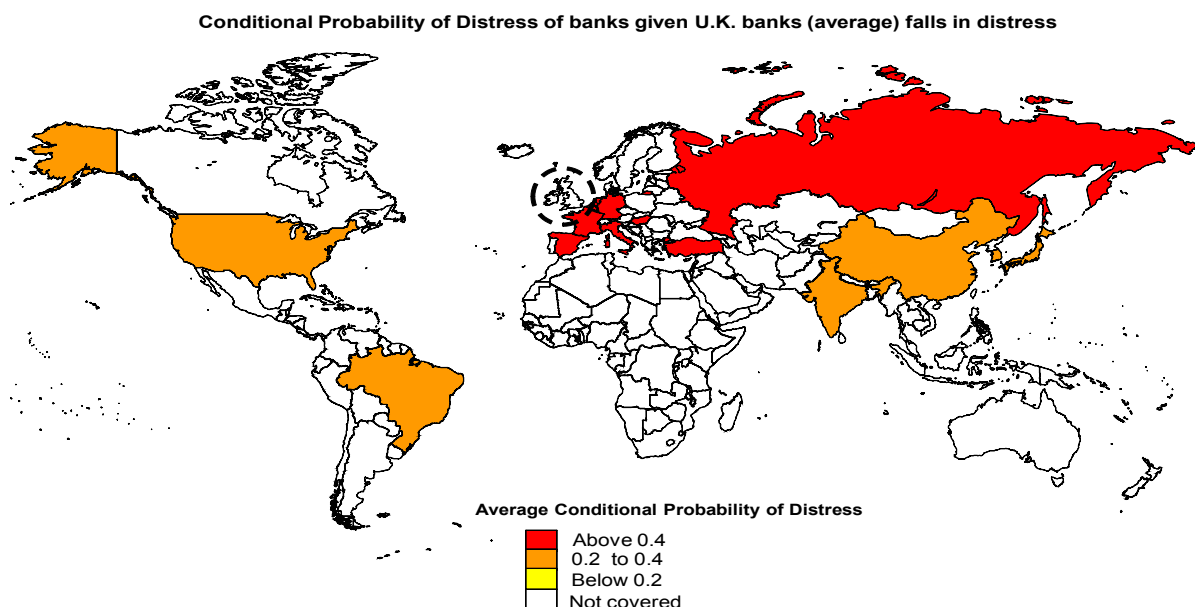 Conditional Probability of Distress of banks given U.K. banks (average) falls in distress
Average Conditional Probability of Distress
Above 0.4
0.2 to 0.4
Below 0.2
Not covered